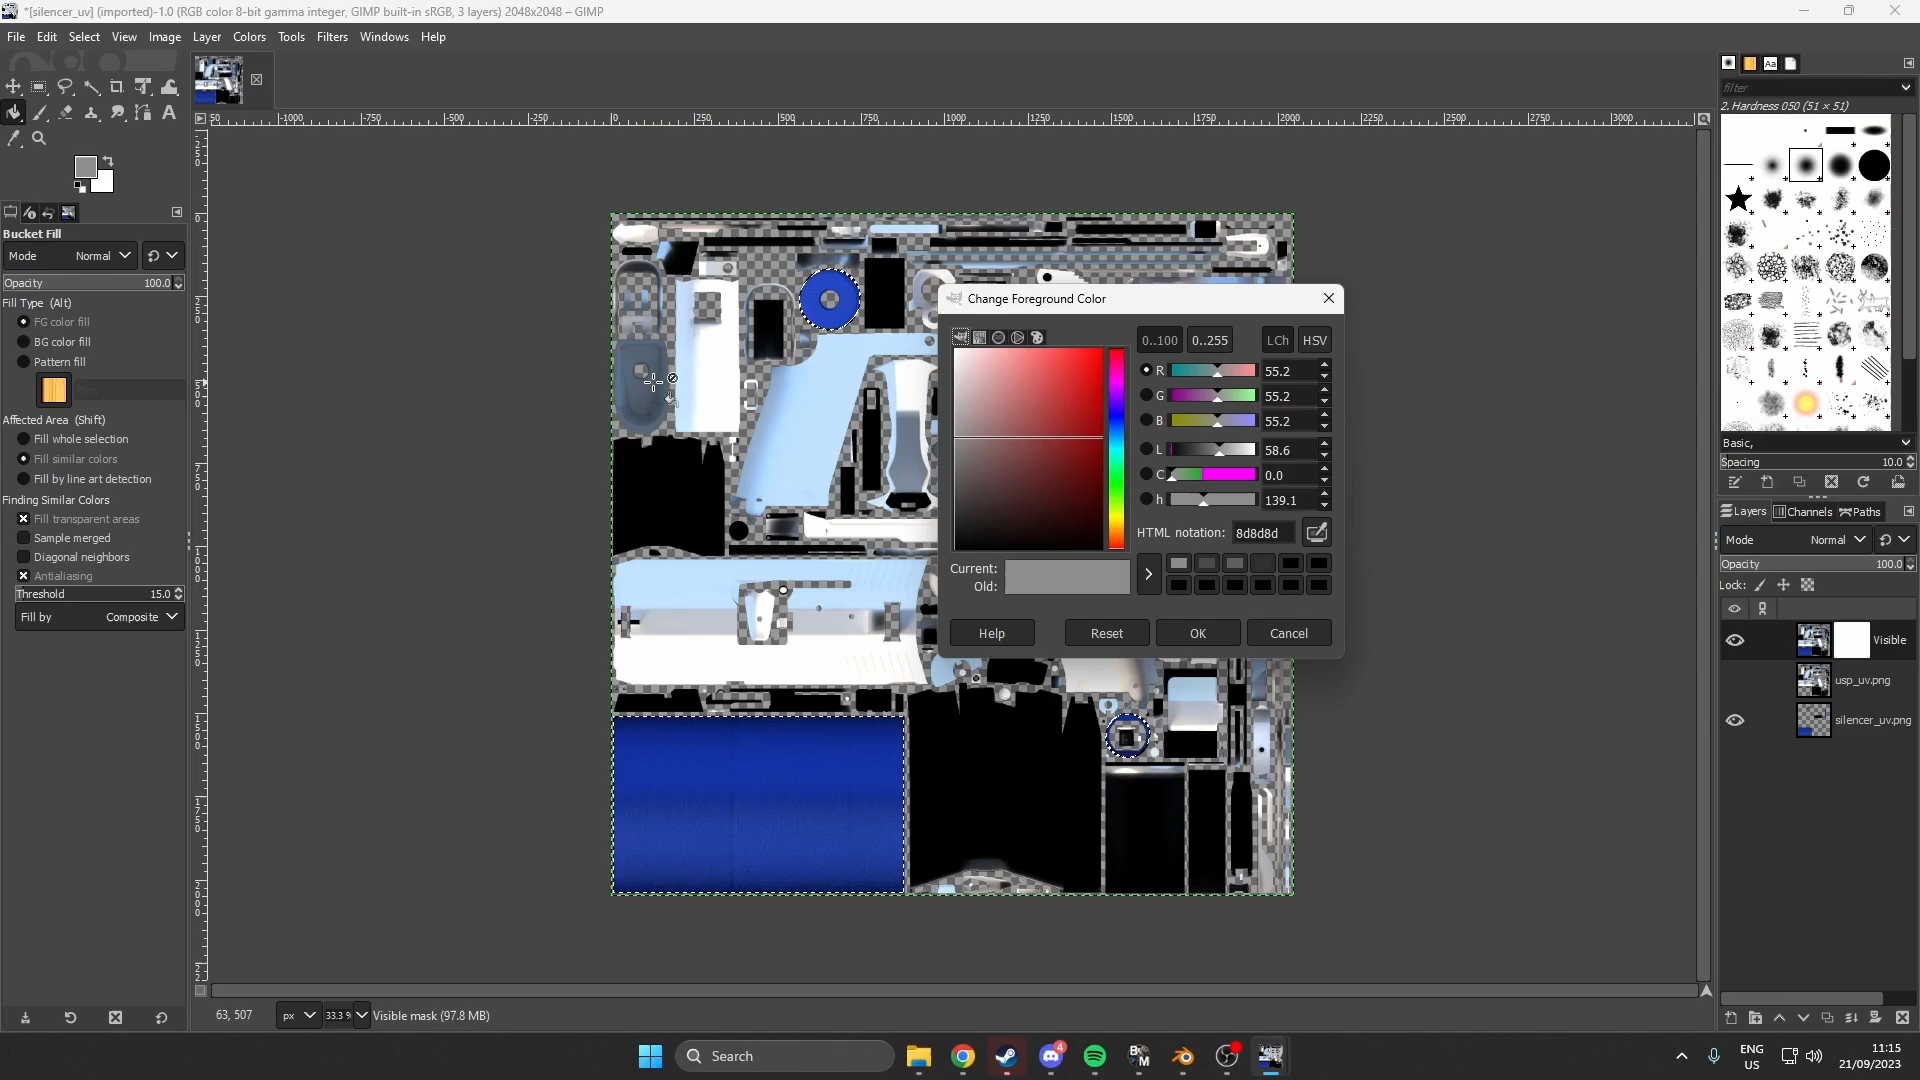 *[silencer_uv] (imported)-1.0 (RGB color 8-bit gamma integer, GIMP built-in sRGB, 3 layers) 2048x2048 – GIMP
File Edit Select View Image Layer Colors Tools Filters Windows Help
filter
2. Hardness 050 (51 × 51)
Bucket Fill
Mode Normal
Opacity 100.0
Fill Type (Alt)
FG color fill
BG color fill
Pattern fill
Pine
Affected Area (Shift)
Fill whole selection
Fill similar colors
Fill by line art detection
Finding Similar Colors
Fill transparent areas
Sample merged
Diagonal neighbors
Antialiasing
Threshold 15.0
Fill by Composite
Change Foreground Color
0..100 0..255 LCh HSV
R 55.2
G 55.2
B 55.2
L 58.6
C 0.0
h 139.1
HTML notation: 8d8d8d
Current:
Old:
Help Reset OK Cancel
Basic,
Spacing 10.0
Layers Channels Paths
Mode Normal
Opacity 100.0
Lock:
Visible
usp_uv.png
silencer_uv.png
63, 507 px 33.3 % Visible mask (97.8 MB)
Search
4
ENG
US
11:15
21/09/2023